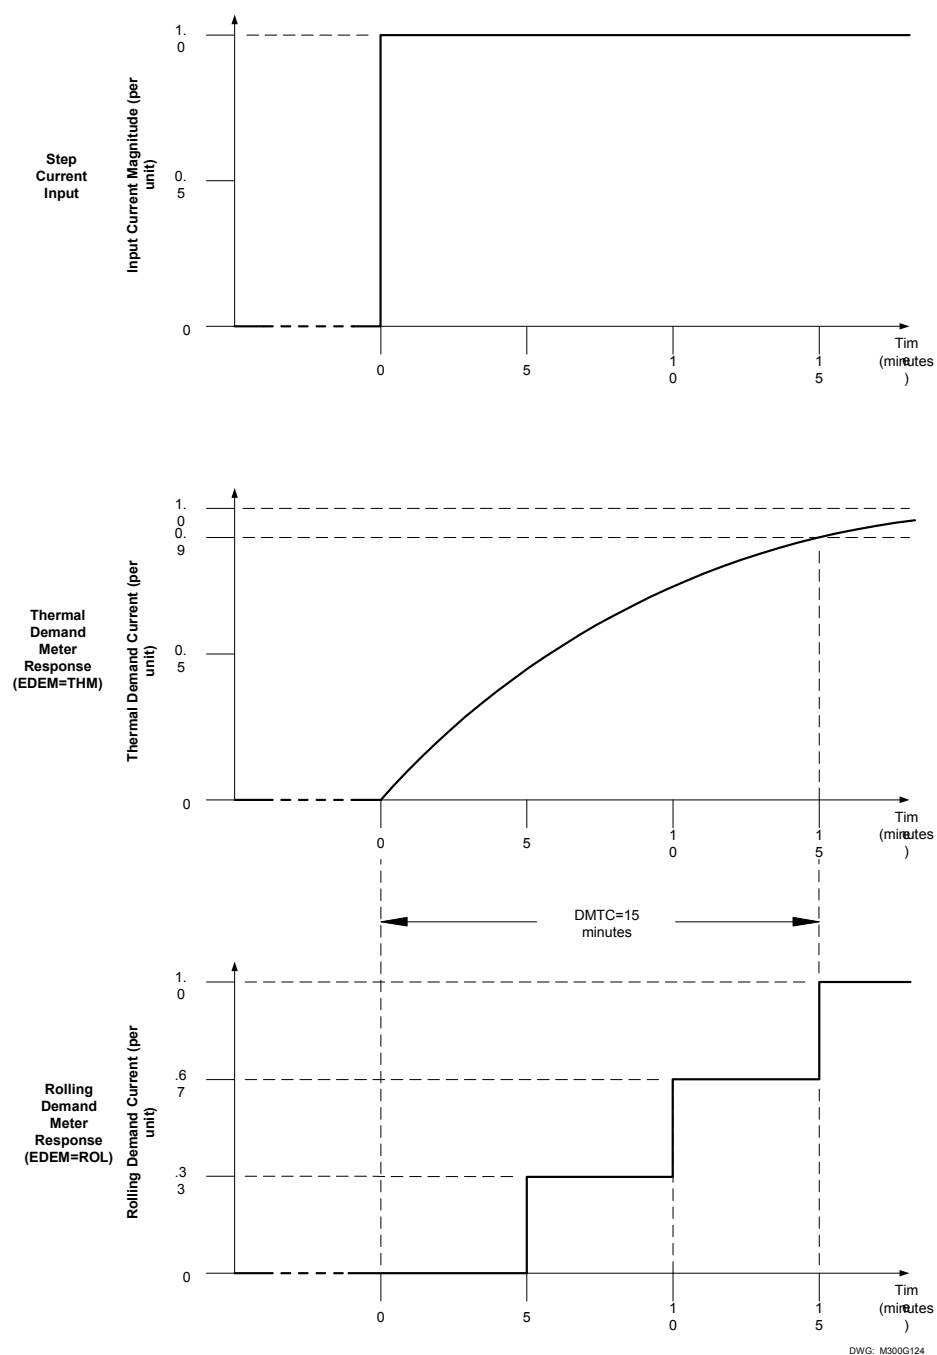 1.
0
Step
Current
Input
Input Current Magnitude (per
unit)
0.
5
0
0
5
1
0
1
5
Tim
e
(minutes
)
1.
0
0.
9
Thermal
Demand
Meter
Response
(EDEM=THM)
Thermal Demand Current (per
unit)
0.
5
0
0
5
1
0
1
5
Tim
e
(minutes
)
DMTC=15
minutes
1.
0
Rolling
Demand
Meter
Response
(EDEM=ROL)
Rolling Demand Current (per
unit)
.6
7
.3
3
0
0
5
1
0
1
5
Tim
e
(minutes
)
DWG: M300G124